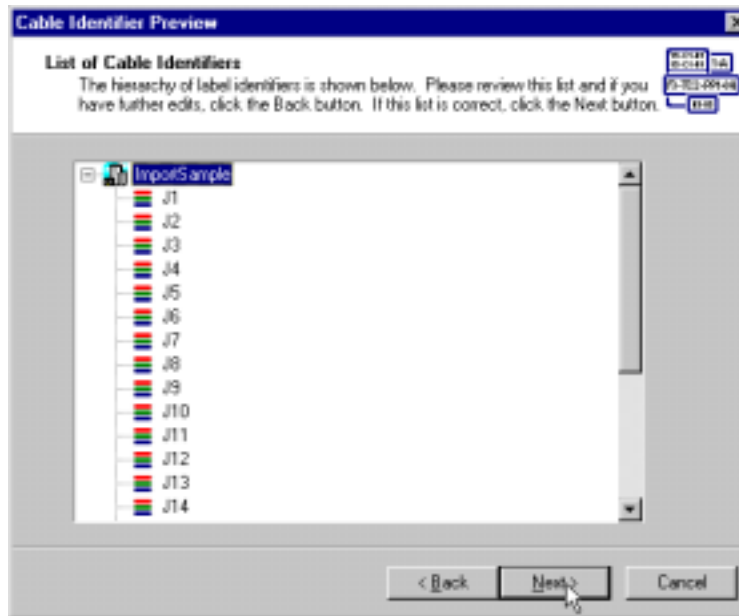 Cable Identifier Preview
List of Cable Identifiers
The hierarchy of label identifiers is shown below. Please review this list and if you
have further edits, click the Back button. If this list is correct, click the Next button.
ImportSample
J1
J2
J3
J4
J5
J6
J7
J8
J9
J10
J11
J12
J13
J14
< Back
Next >
Cancel